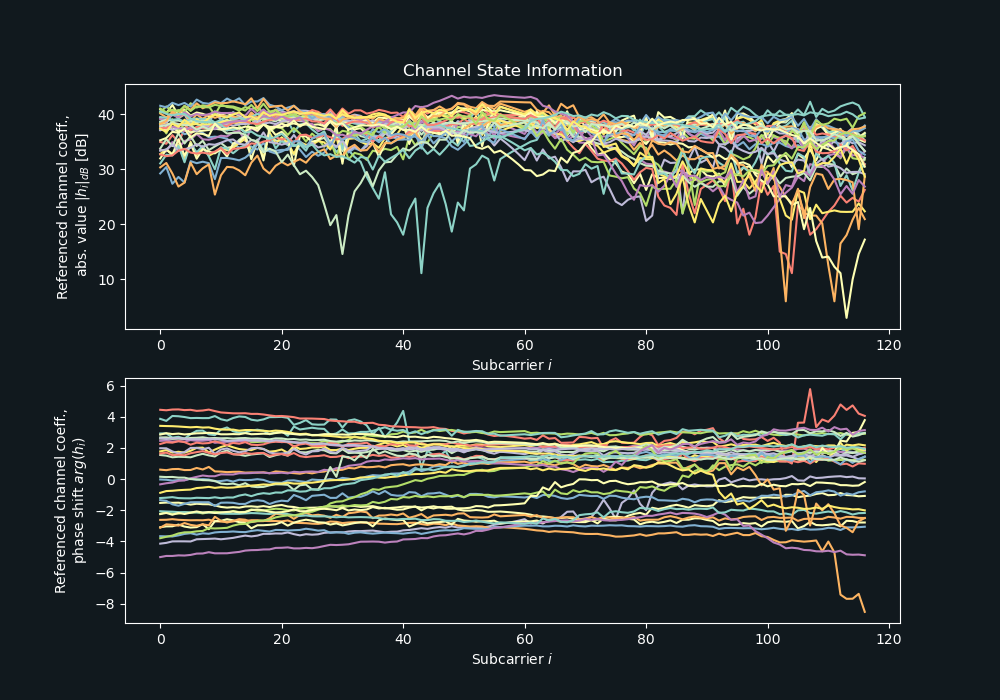 Channel State Information
Referenced channel coeff.,
abs. value |h_i|_dB [dB]
40
30
20
10
0 20 40 60 80 100 120
Subcarrier i
Referenced channel coeff.,
phase shift arg(h_i)
6
4
2
0
−2
−4
−6
−8
0 20 40 60 80 100 120
Subcarrier i